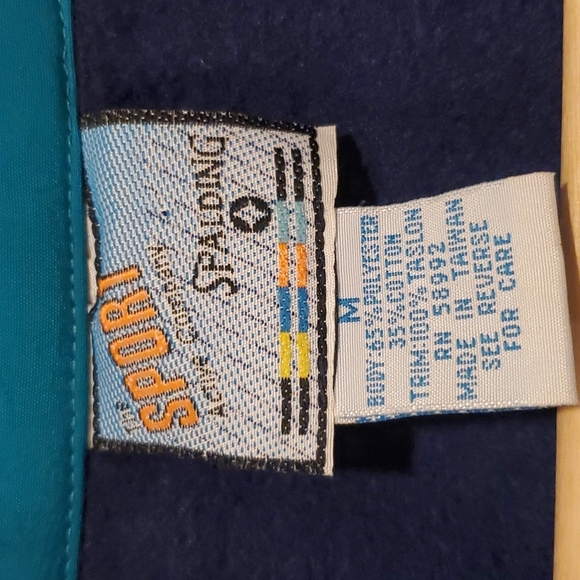 SPORT
SPALDING
M
BODY: 65% POLYESTER
35% COTTON
TRIM: 100% TASLON
RN 58992
MADE IN TAIWAN
SEE REVERSE
FOR CARE